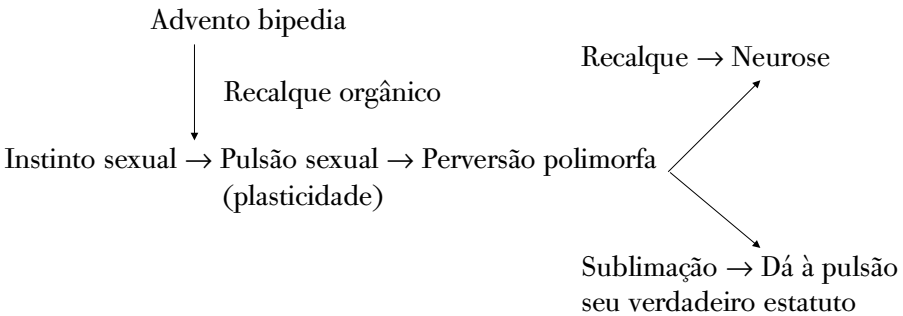 Advento bipedia
Recalque → Neurose
Recalque orgânico
Instinto sexual → Pulsão sexual → Perversão polimorfa
(plasticidade)
Sublimação → Dá à pulsão
seu verdadeiro estatuto